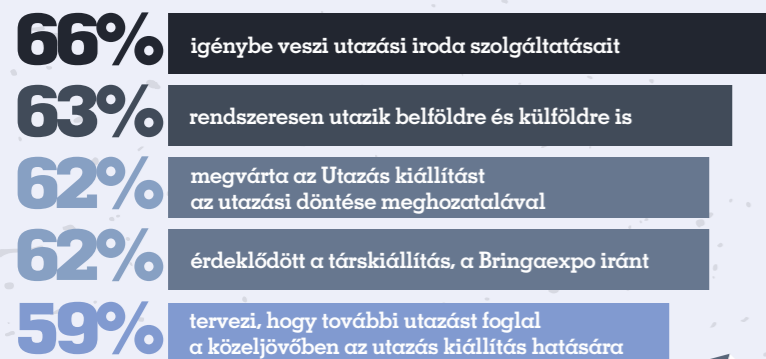 66% igénybe veszi utazási iroda szolgáltatásait
63% rendszeresen utazik belföldre és külföldre is
62% megvárta az Utazás kiállítást
az utazási döntése meghozatalával
62% érdeklődött a társkiállítás, a Bringaexpo iránt
59% tervezi, hogy további utazást foglal
a közeljövőben az utazás kiállítás hatására